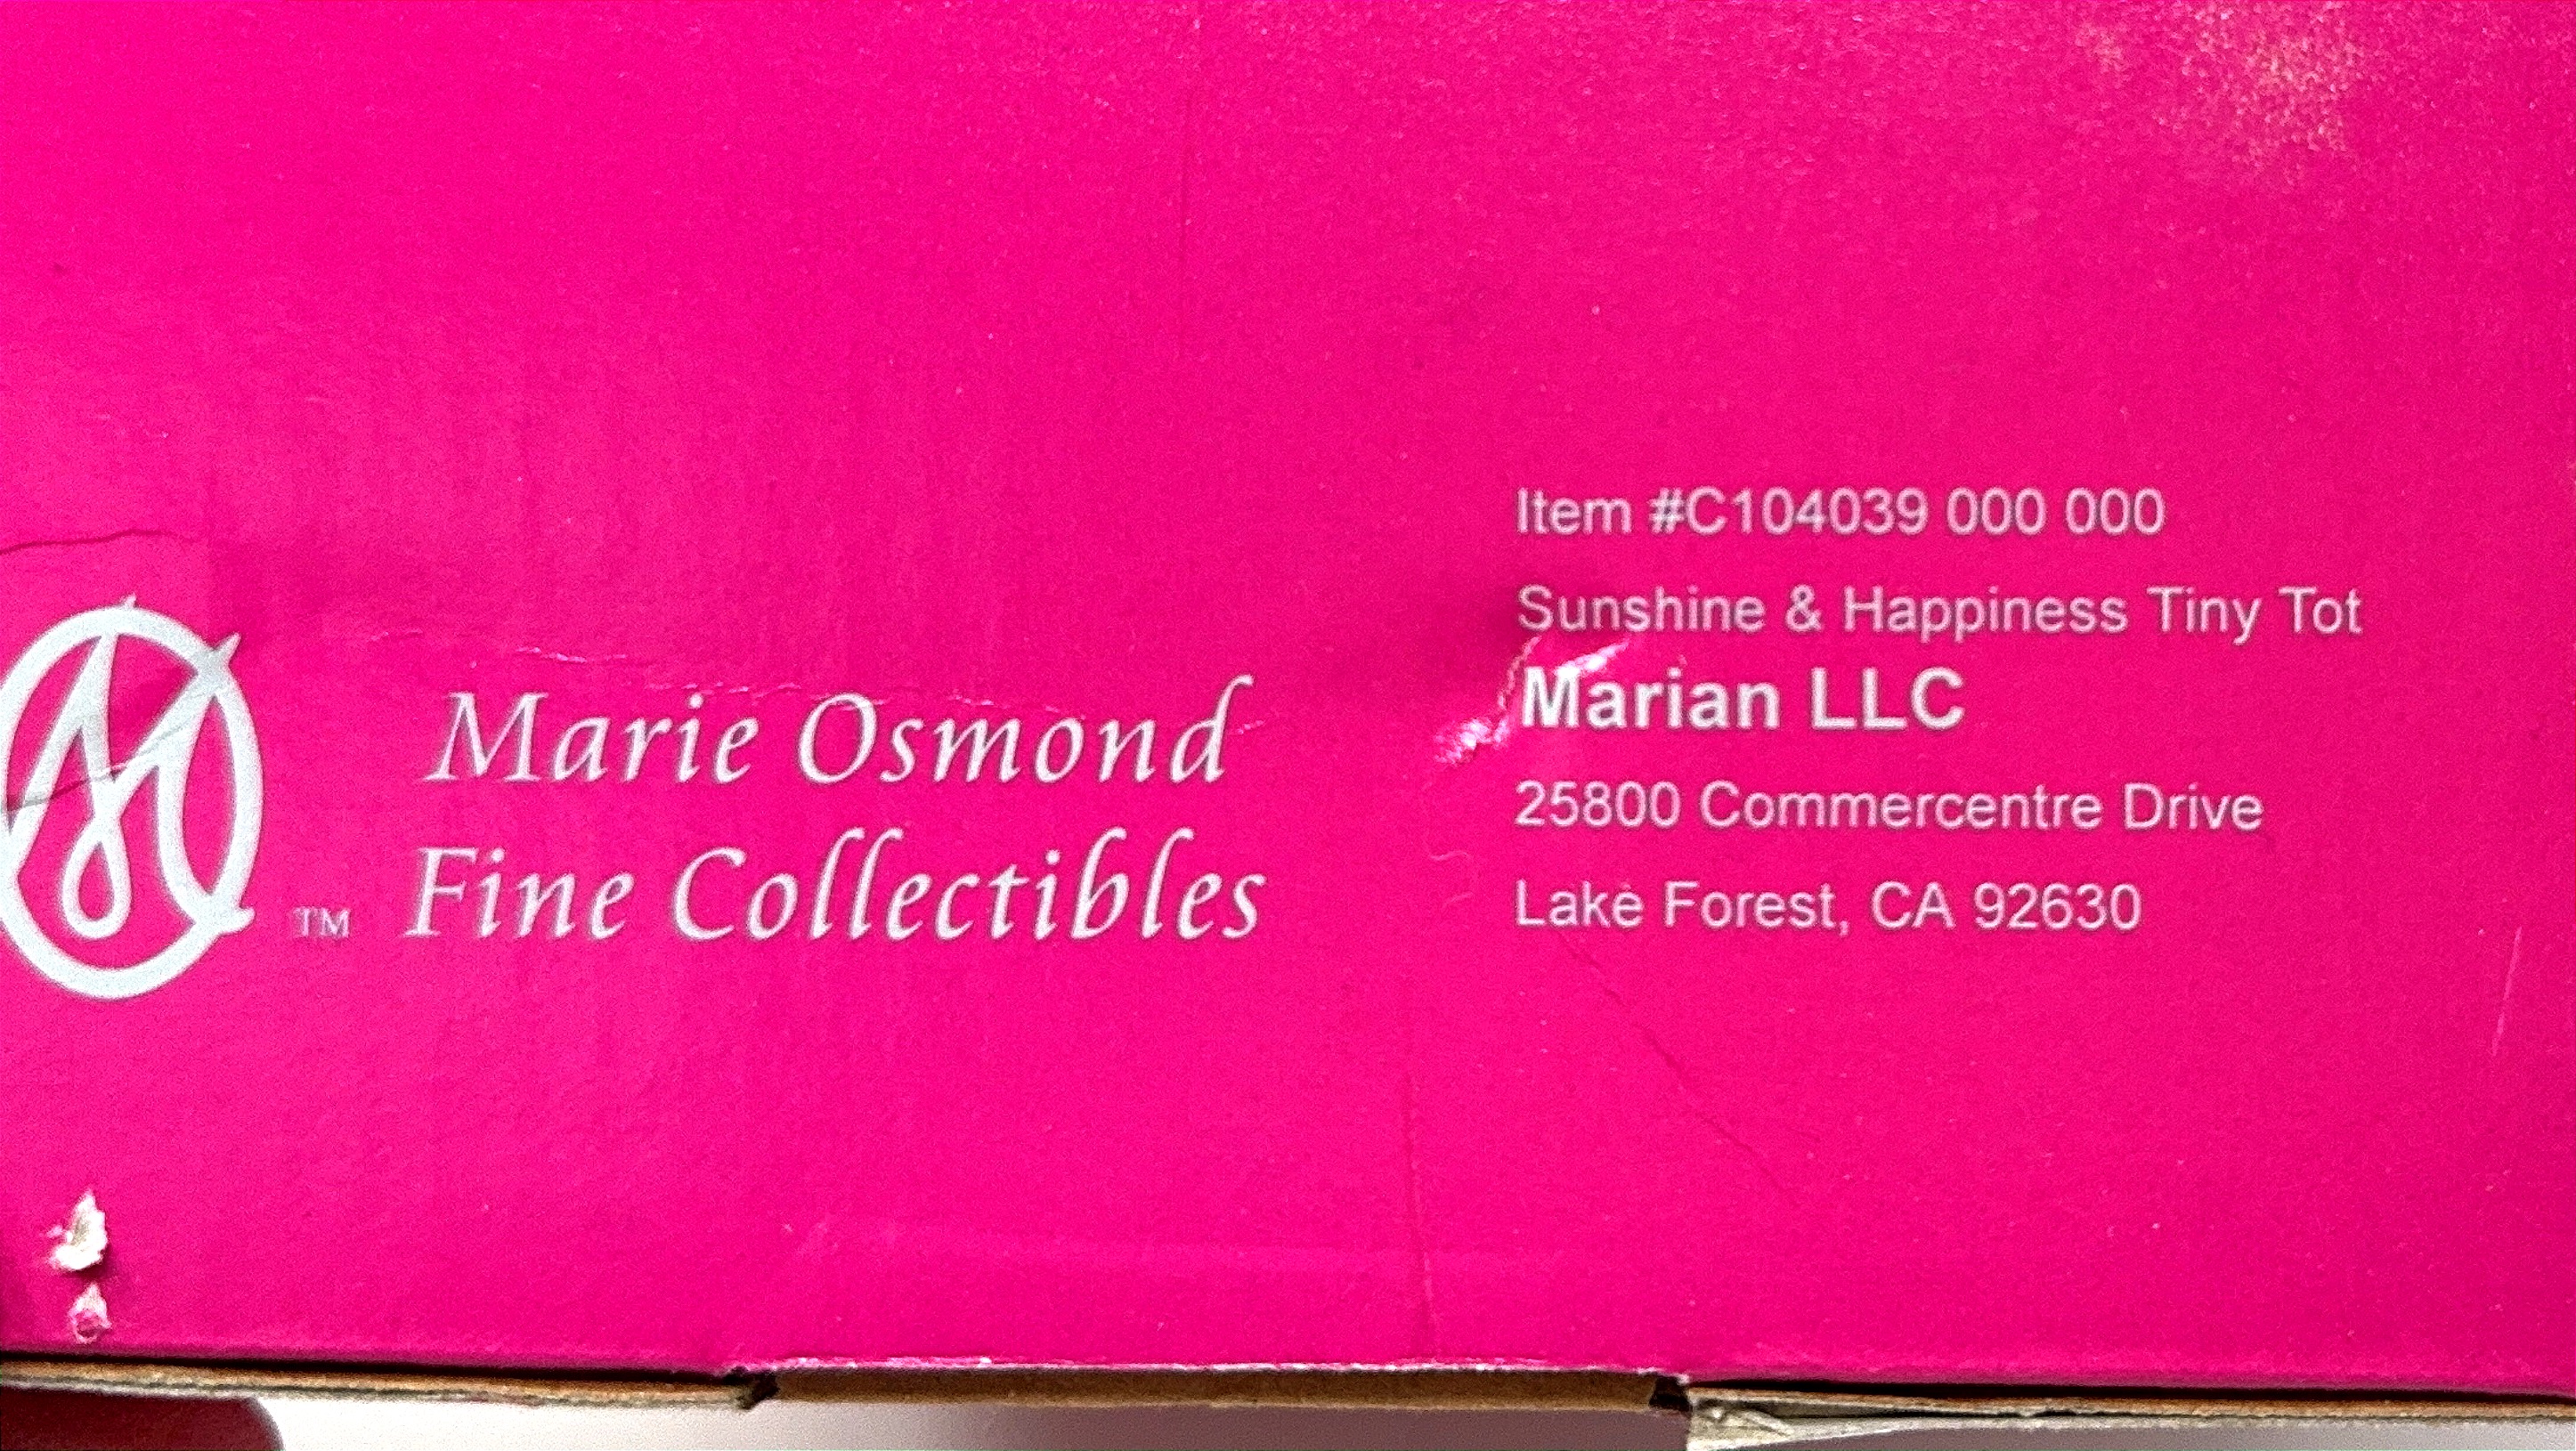 M
TM
Marie Osmond
Fine Collectibles
Item #C104039 000 000
Sunshine & Happiness Tiny Tot
Marian LLC
25800 Commercentre Drive
Lake Forest, CA 92630